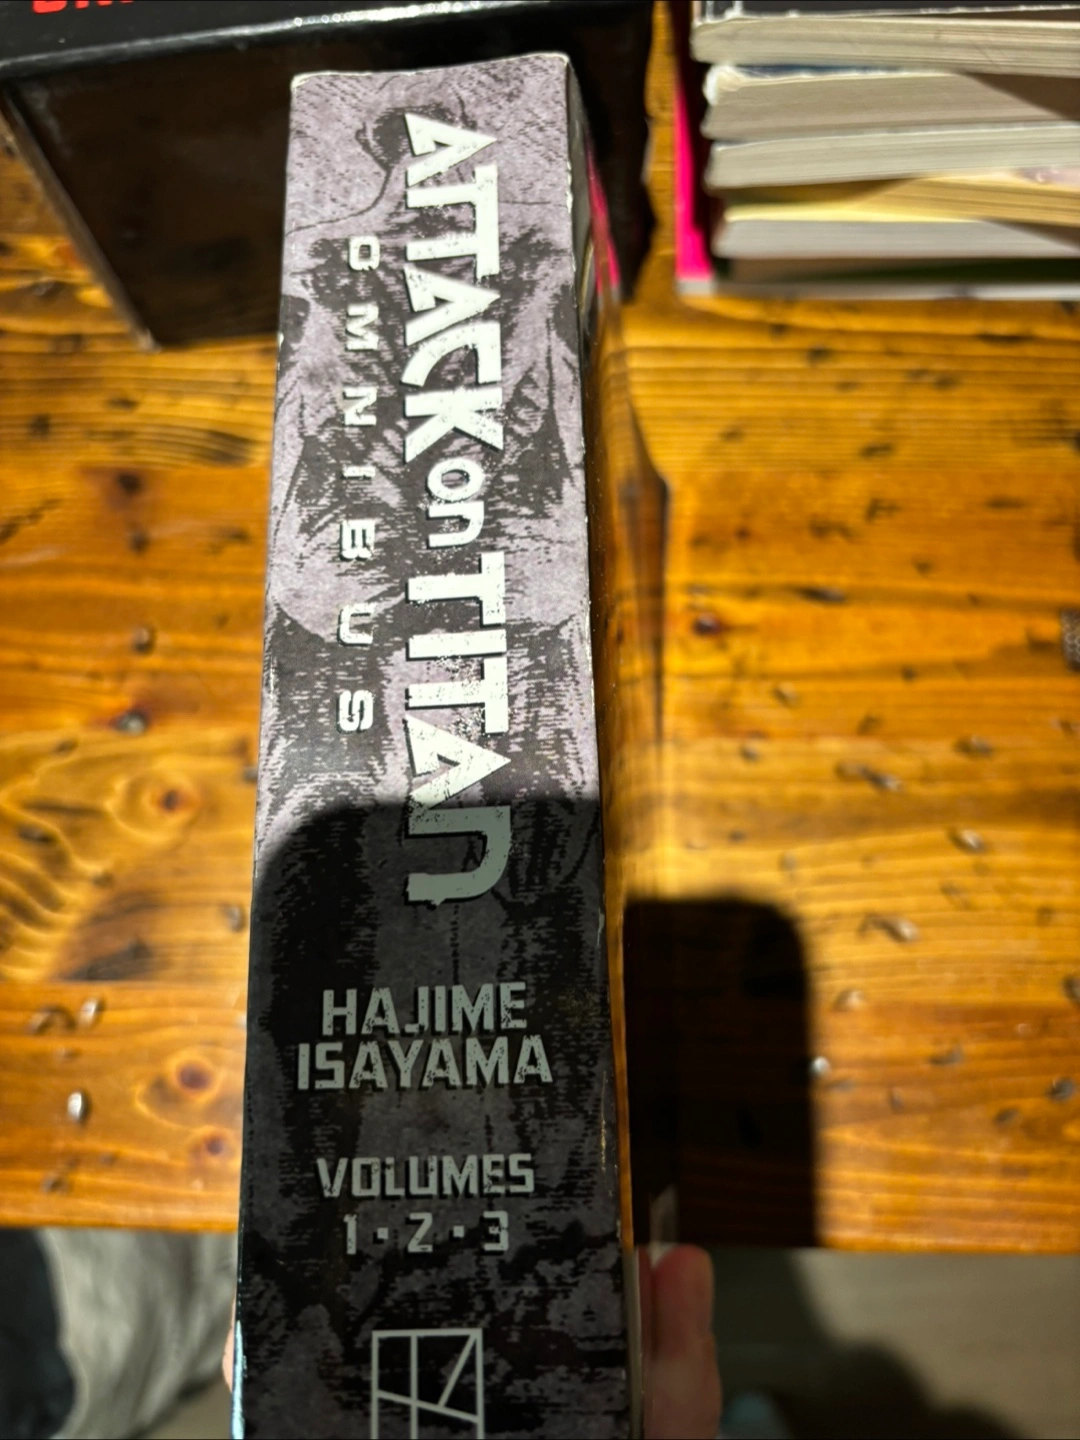 ATTACK on TITAN
OMNIBUS
HAJIME
ISAYAMA
VOLUMES
1 • 2 • 3